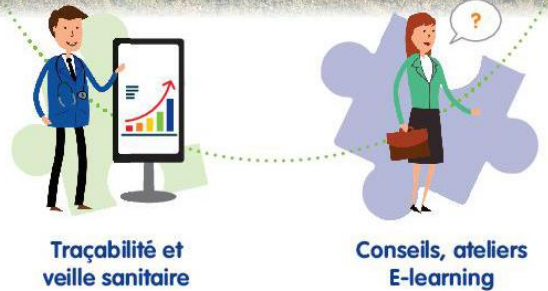 ?
Traçabilité et
veille sanitaire
Conseils, ateliers
E-learning